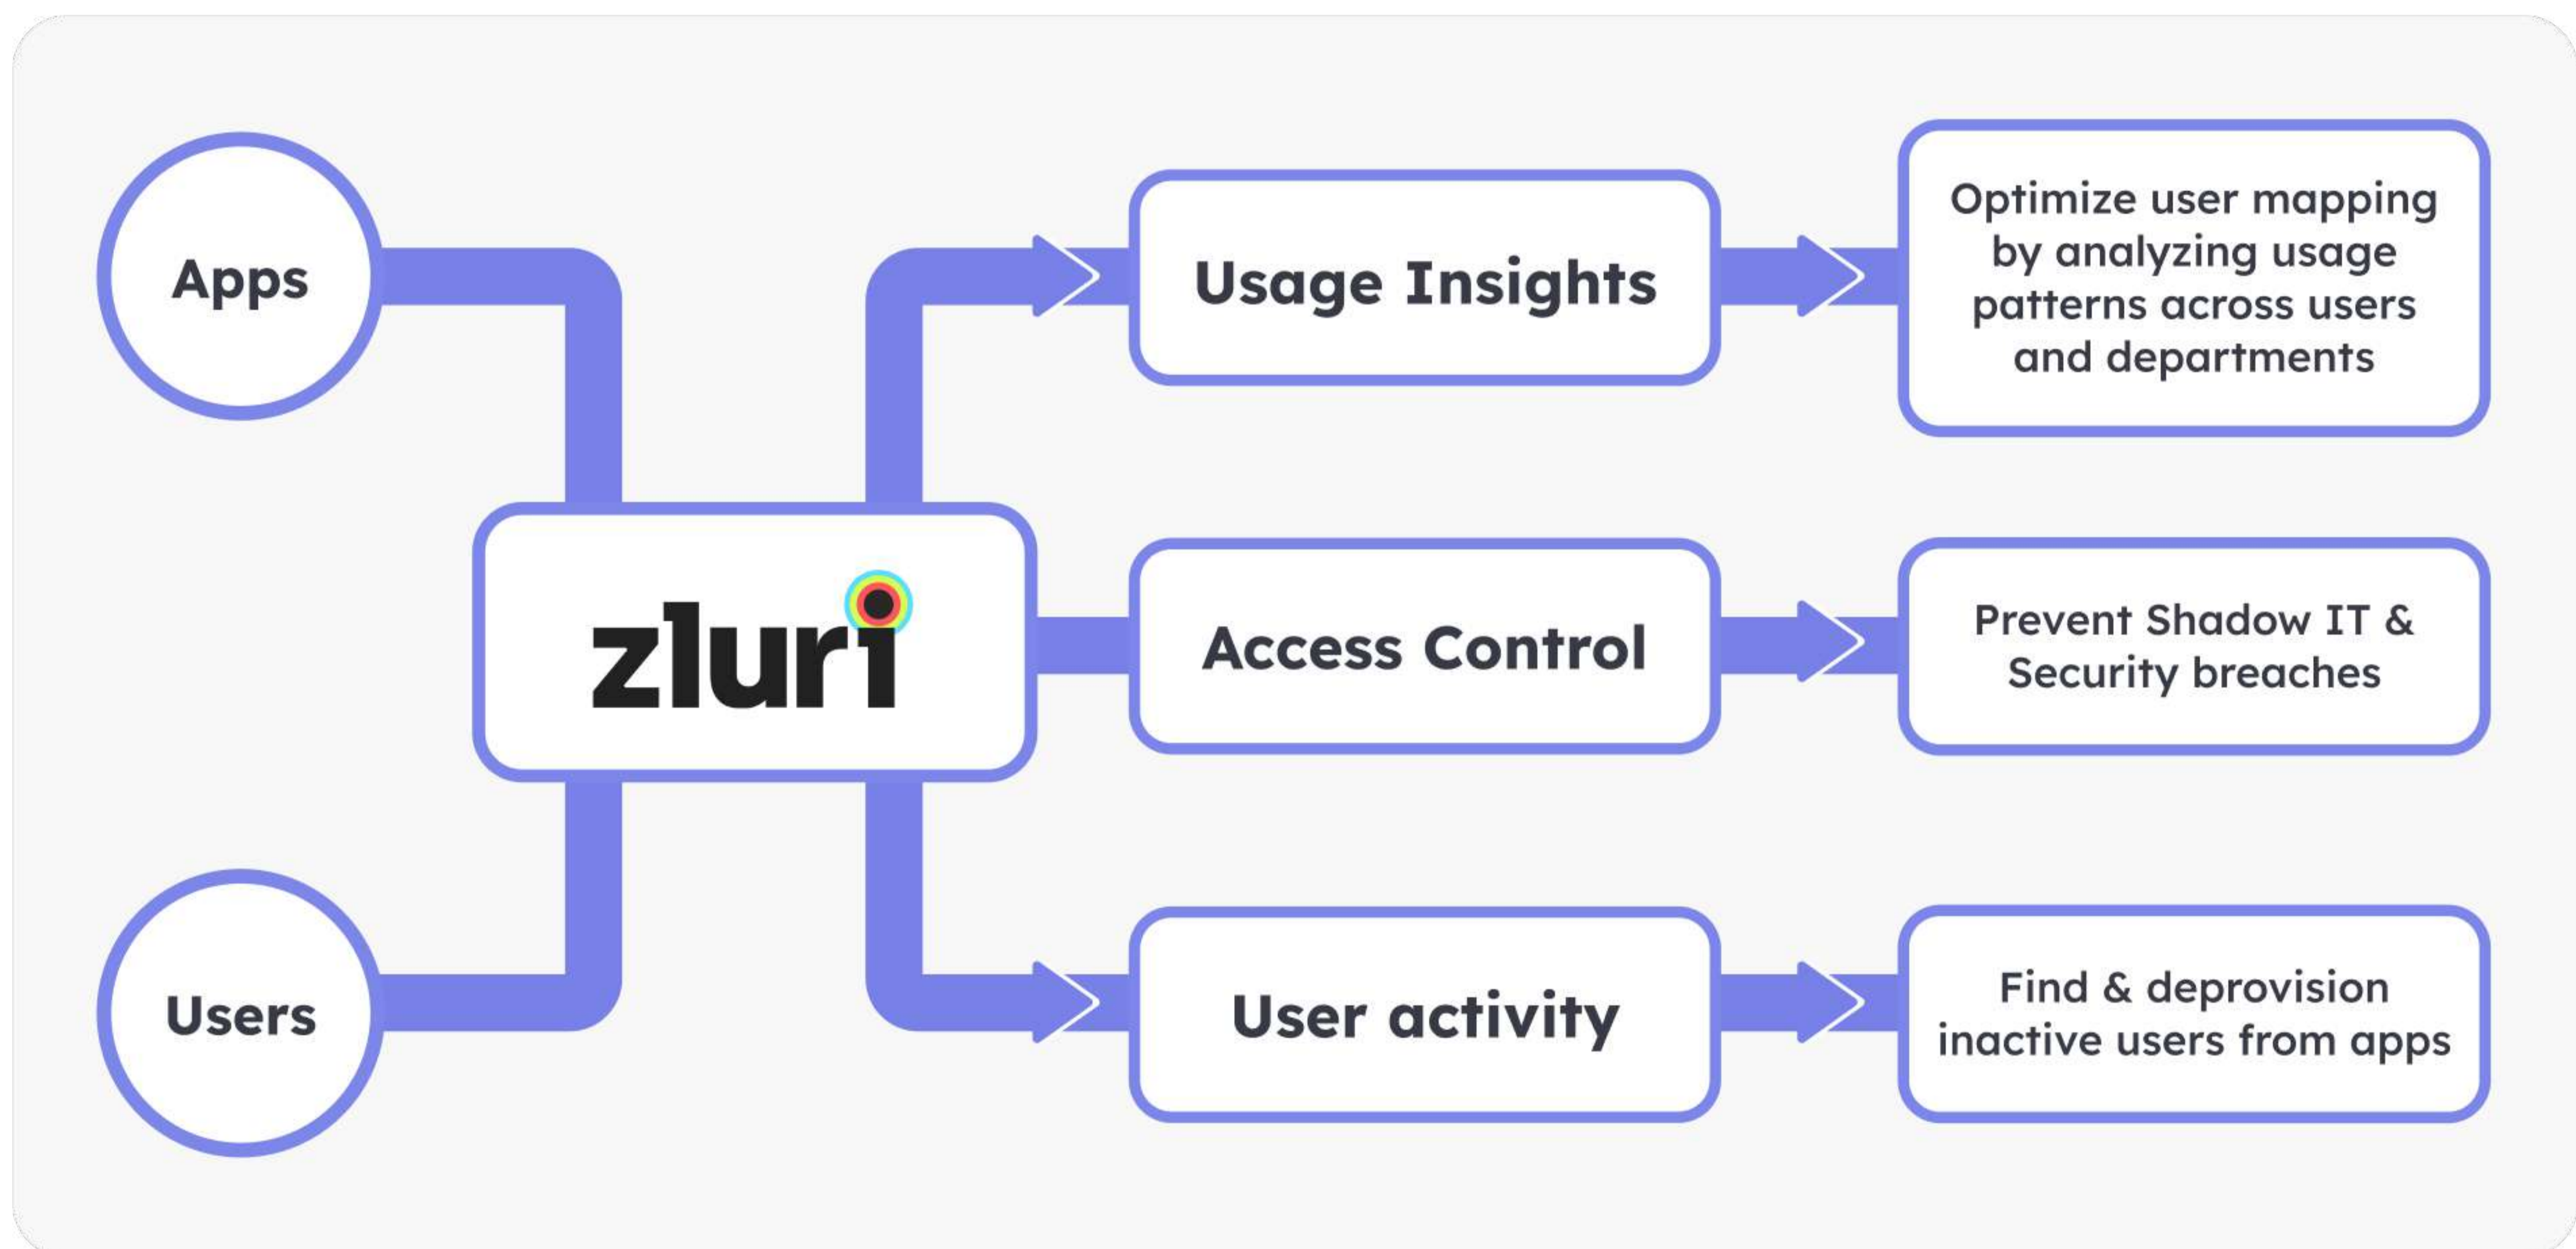 Apps
Usage Insights
Optimize user mapping
by analyzing usage
patterns across users
and departments
zluri
Access Control
Prevent Shadow IT &
Security breaches
Users
User activity
Find & deprovision
inactive users from apps